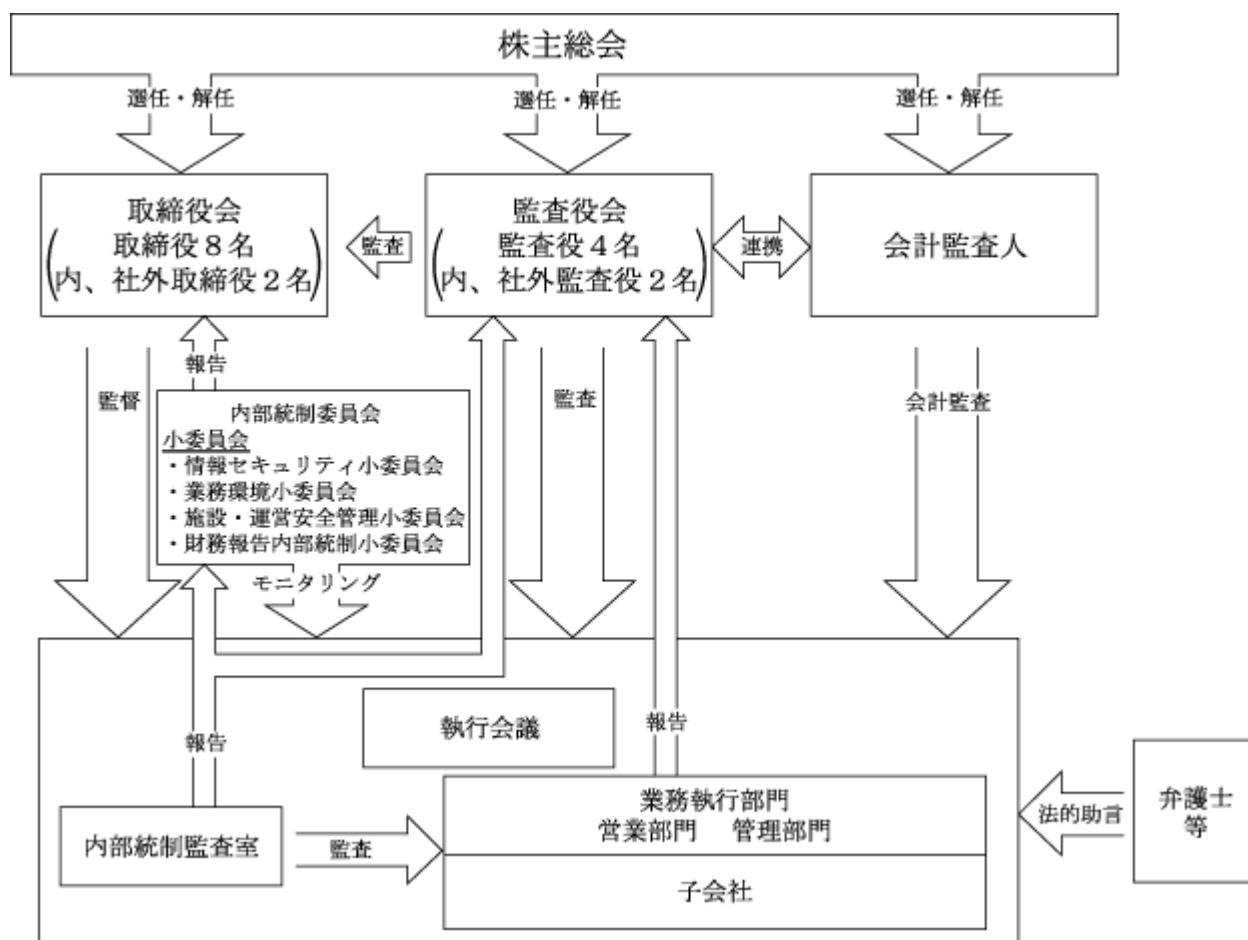 株主総会
選任・解任
選任・解任
選任・解任
取締役会
取締役8名
(内、社外取締役2名)
監査
監査役会
監査役4名
(内、社外監査役2名)
連携
会計監査人
報告
監督
監査
会計監査
内部統制委員会
小委員会
・情報セキュリティ小委員会
・業務環境小委員会
・施設・運営安全管理小委員会
・財務報告内部統制小委員会
モニタリング
執行会議
報告
報告
業務執行部門
営業部門 管理部門
子会社
内部統制監査室
監査
法的助言
弁護士
等